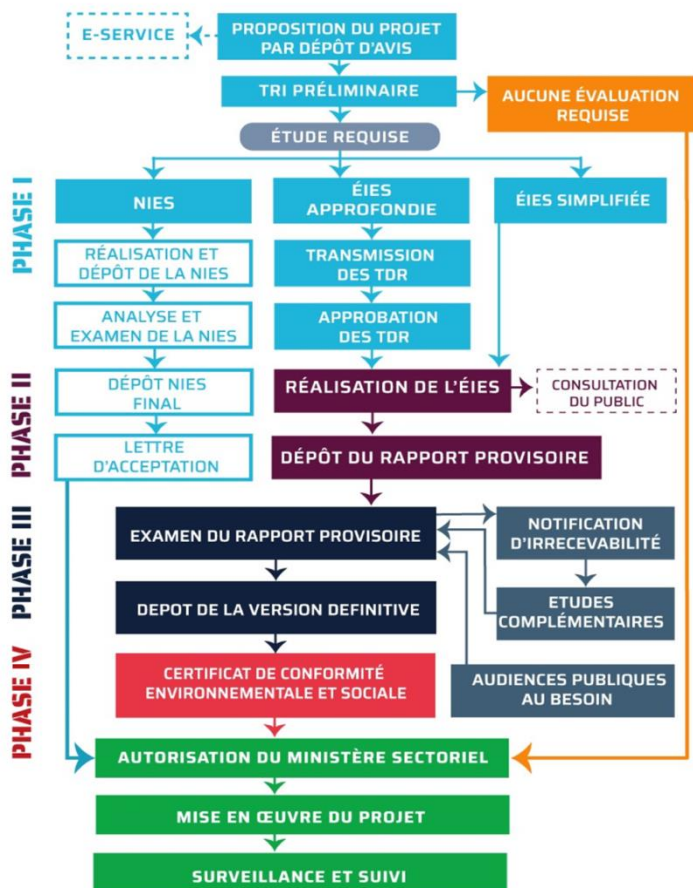 E-SERVICE
PROPOSITION DU PROJET
PAR DÉPÔT D'AVIS
TRI PRÉLIMINAIRE
AUCUNE ÉVALUATION
REQUISE
ÉTUDE REQUISE
PHASE I
NIES
ÉIES
APPROFONDIE
ÉIES SIMPLIFIÉE
RÉALISATION ET
DÉPÔT DE LA NIES
TRANSMISSION
DES TDR
ANALYSE ET
EXAMEN DE LA NIES
APPROBATION
DES TDR
PHASE II
DÉPÔT NIES
FINAL
RÉALISATION DE L'ÉIES
CONSULTATION
DU PUBLIC
LETTRE
D'ACCEPTATION
DÉPÔT DU RAPPORT PROVISOIRE
PHASE III
EXAMEN DU RAPPORT PROVISOIRE
NOTIFICATION
D'IRRECEVABILITÉ
DEPOT DE LA VERSION DEFINITIVE
ETUDES
COMPLÉMENTAIRES
PHASE IV
CERTIFICAT DE CONFORMITÉ
ENVIRONNEMENTALE ET SOCIALE
AUDIENCES PUBLIQUES
AU BESOIN
AUTORISATION DU MINISTÈRE SECTORIEL
MISE EN ŒUVRE DU PROJET
SURVEILLANCE ET SUIVI